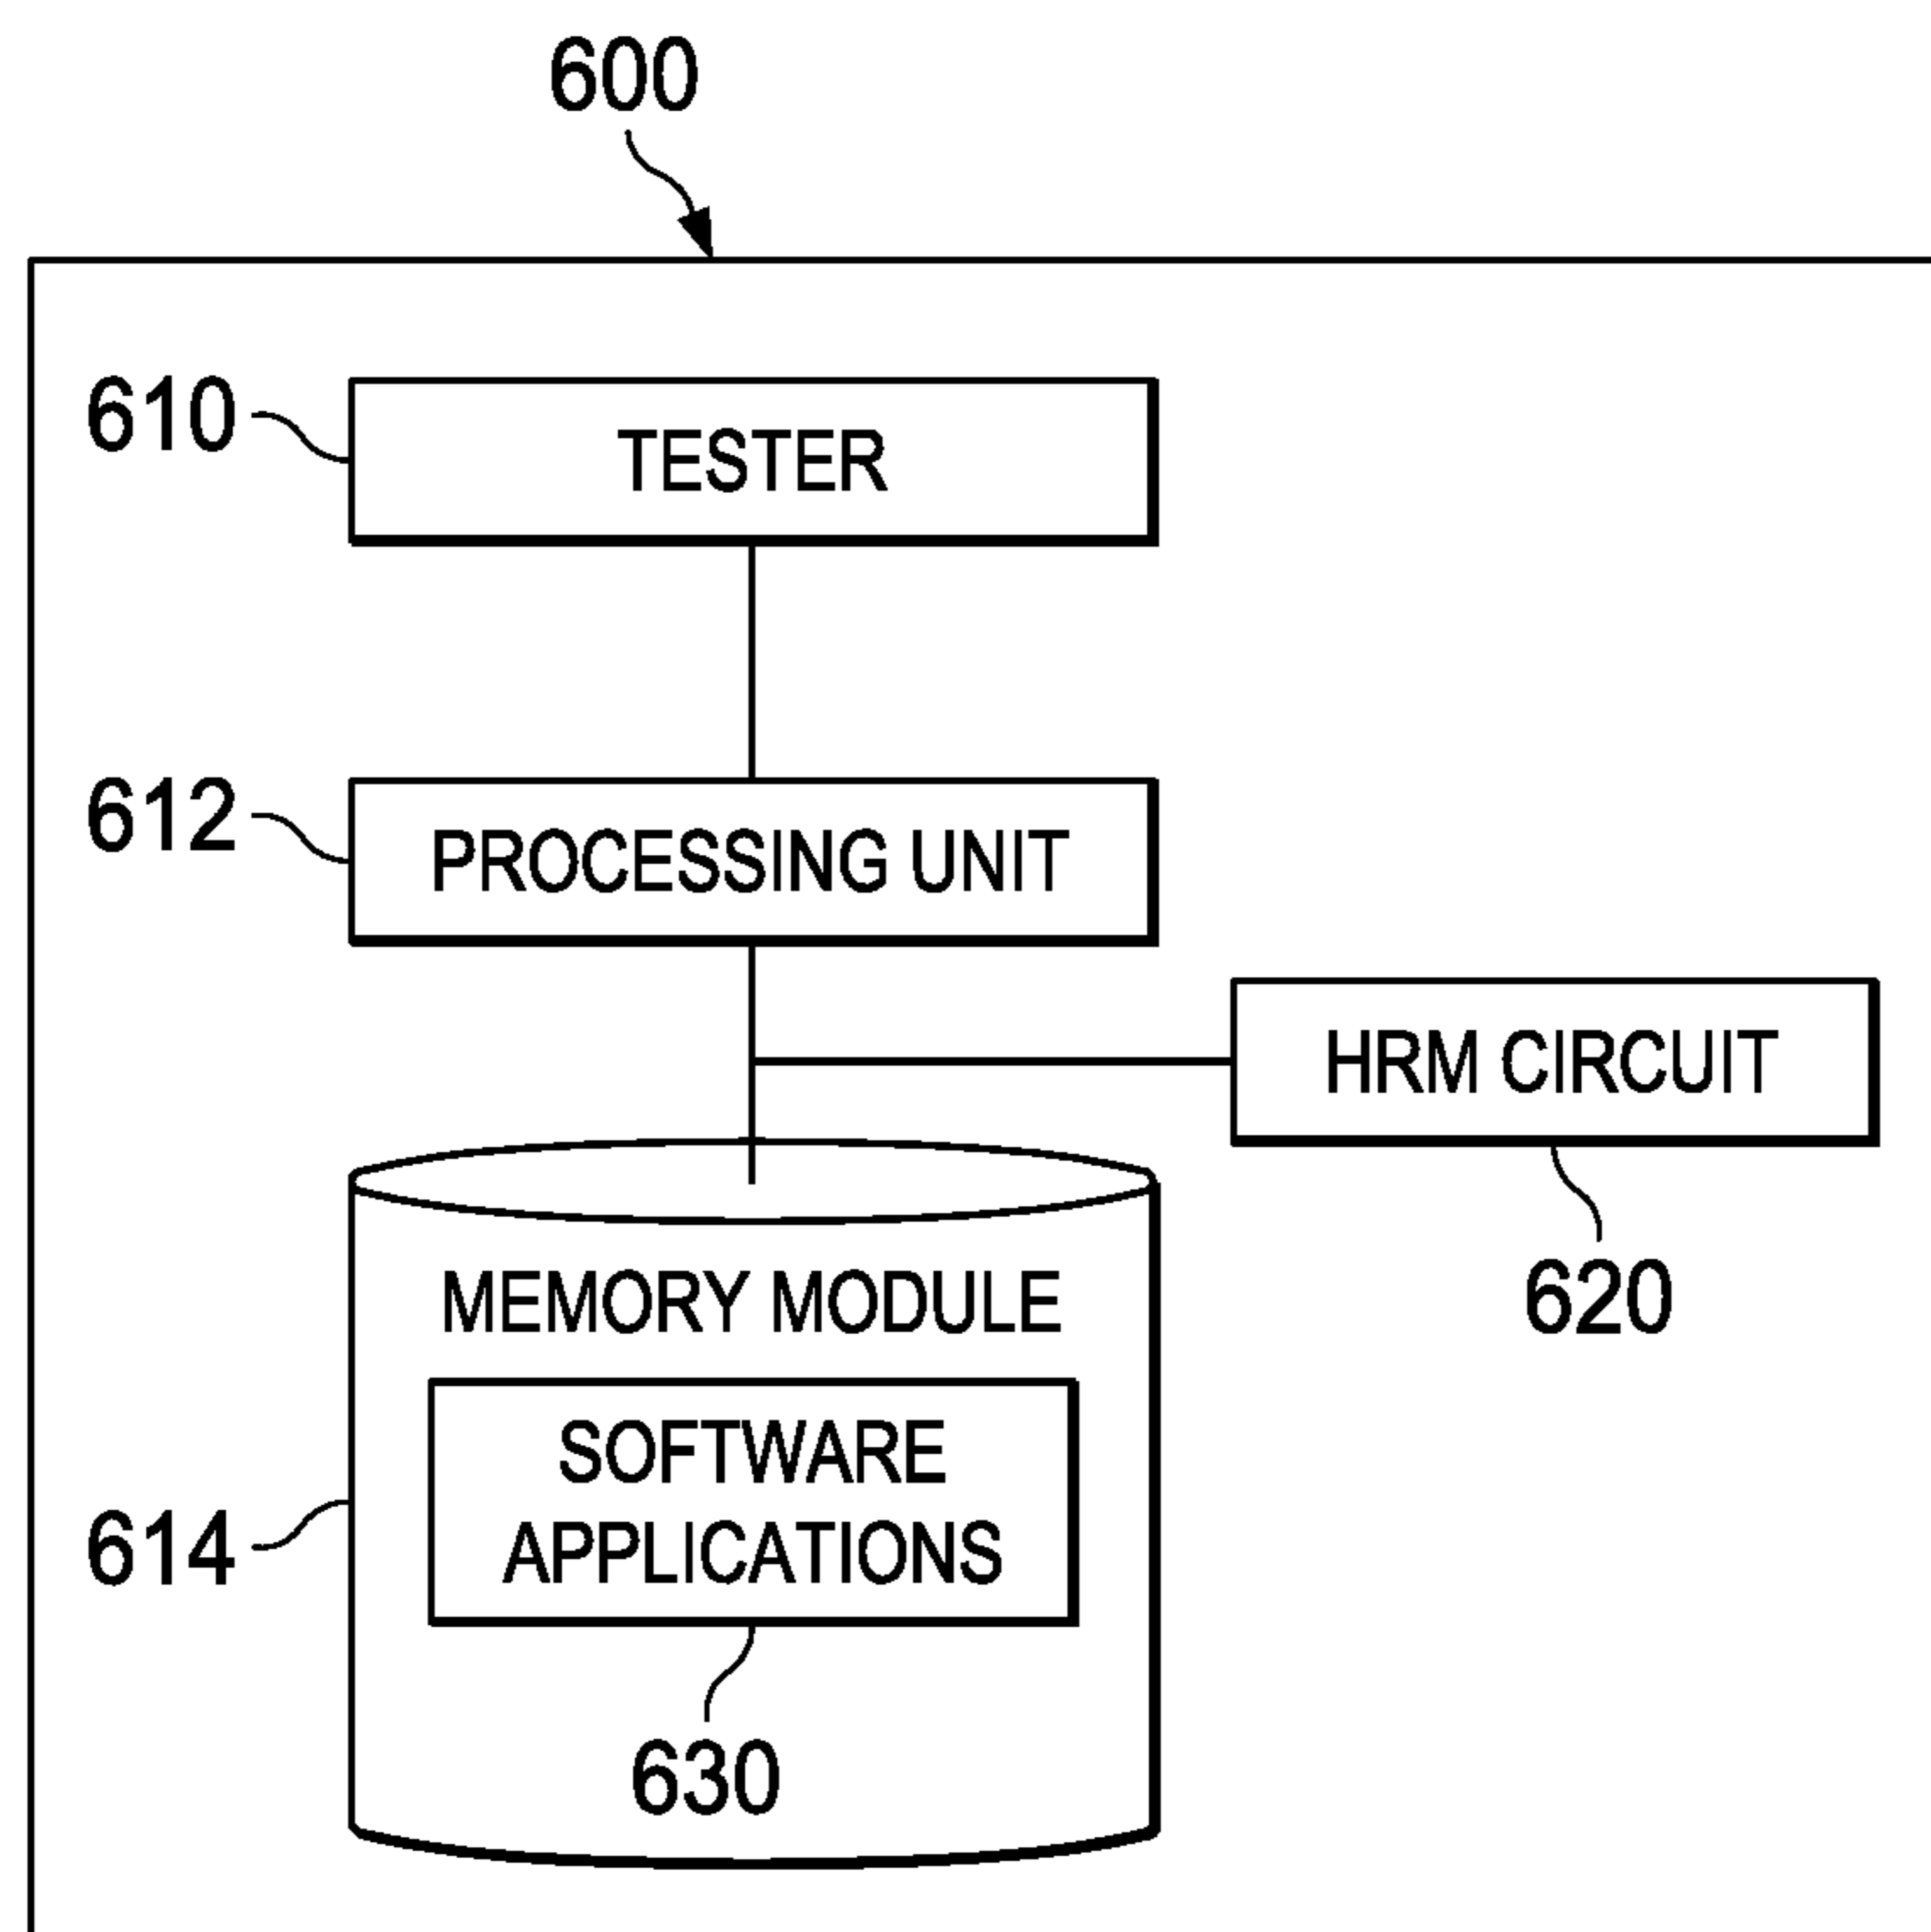 600
610
TESTER
612
PROCESSING UNIT
HRM CIRCUIT
620
MEMORY MODULE
SOFTWARE
APPLICATIONS
614
630